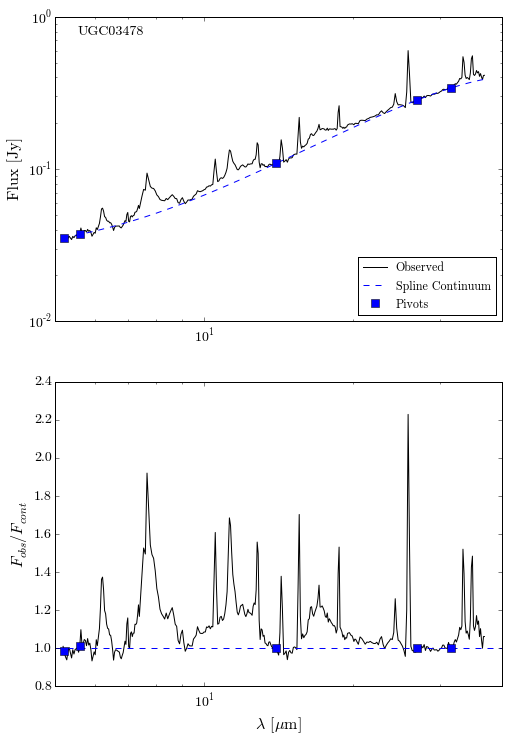 UGC03478
10^0
10^-1
10^-2
Flux [Jy]
Observed
Spline Continuum
Pivots
10^1
2.4
2.2
2.0
1.8
1.6
1.4
1.2
1.0
0.8
F_obs/F_cont
10^1
λ [μm]